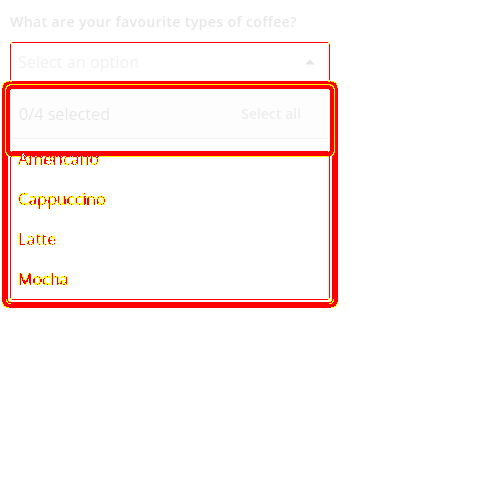 What are your favourite types of coffee?
Select an option
0/4 selected Select all
Americano
Cappuccino
Latte
Mocha